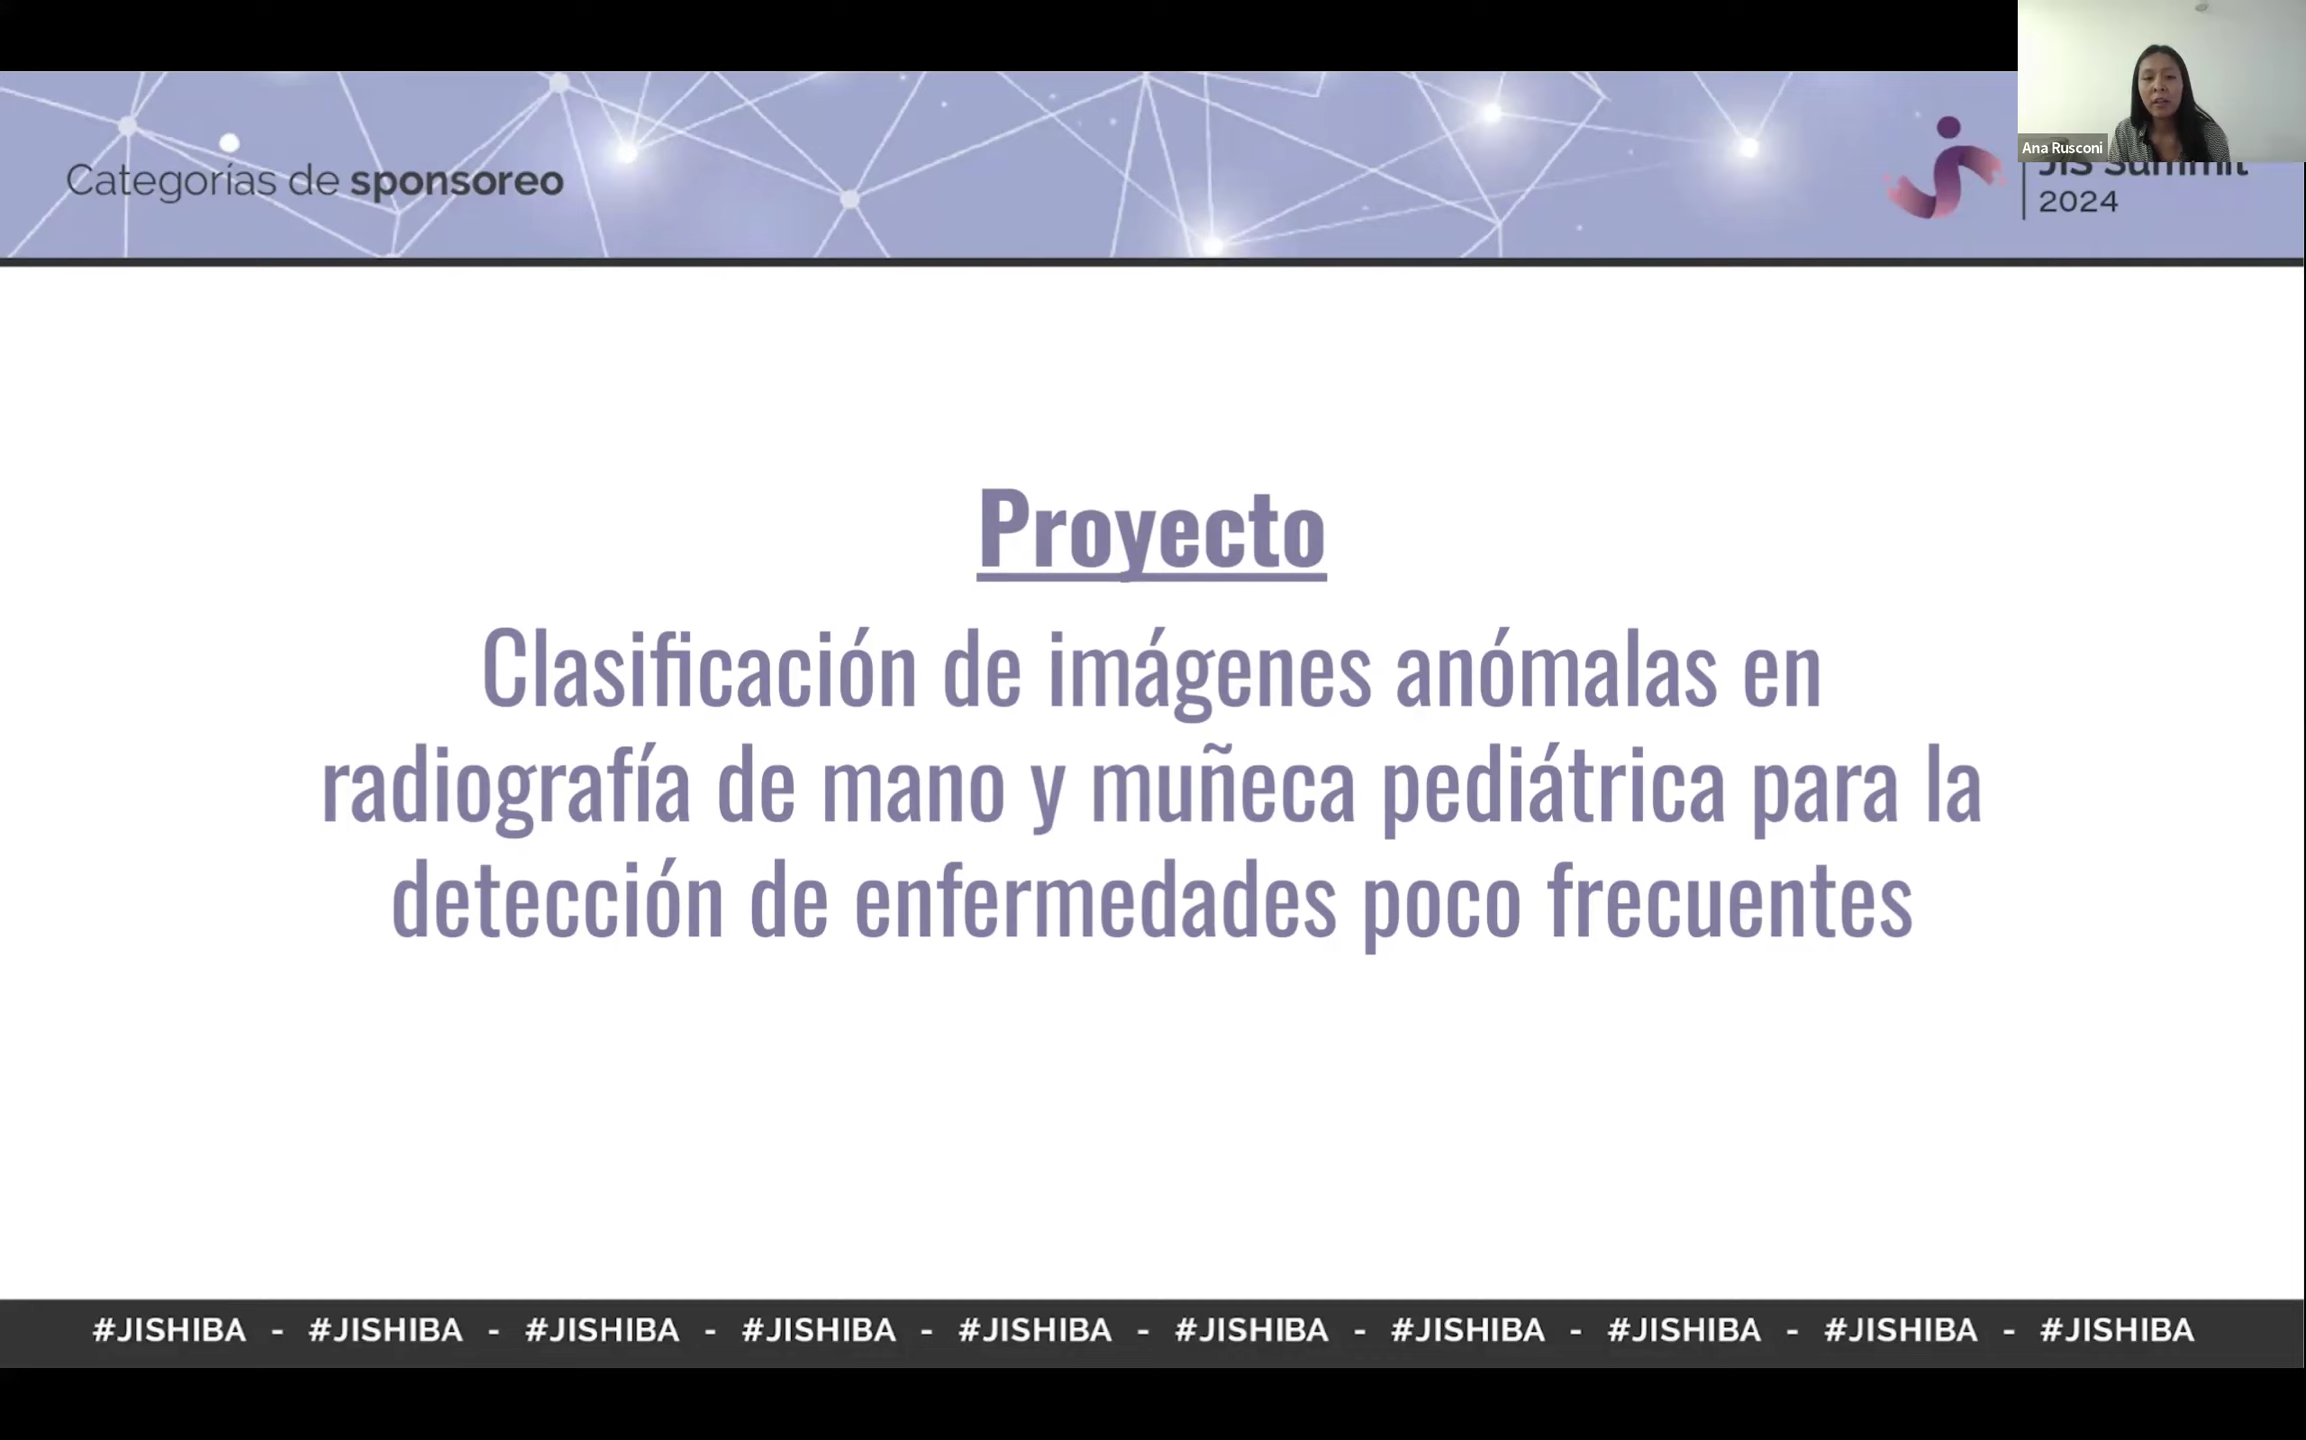 Categorías de sponsoreo
Ana Rusconi
JIS Summit
2024
Proyecto
Clasificación de imágenes anómalas en
radiografía de mano y muñeca pediátrica para la
detección de enfermedades poco frecuentes
#JISHIBA - #JISHIBA - #JISHIBA - #JISHIBA - #JISHIBA - #JISHIBA - #JISHIBA - #JISHIBA - #JISHIBA - #JISHIBA